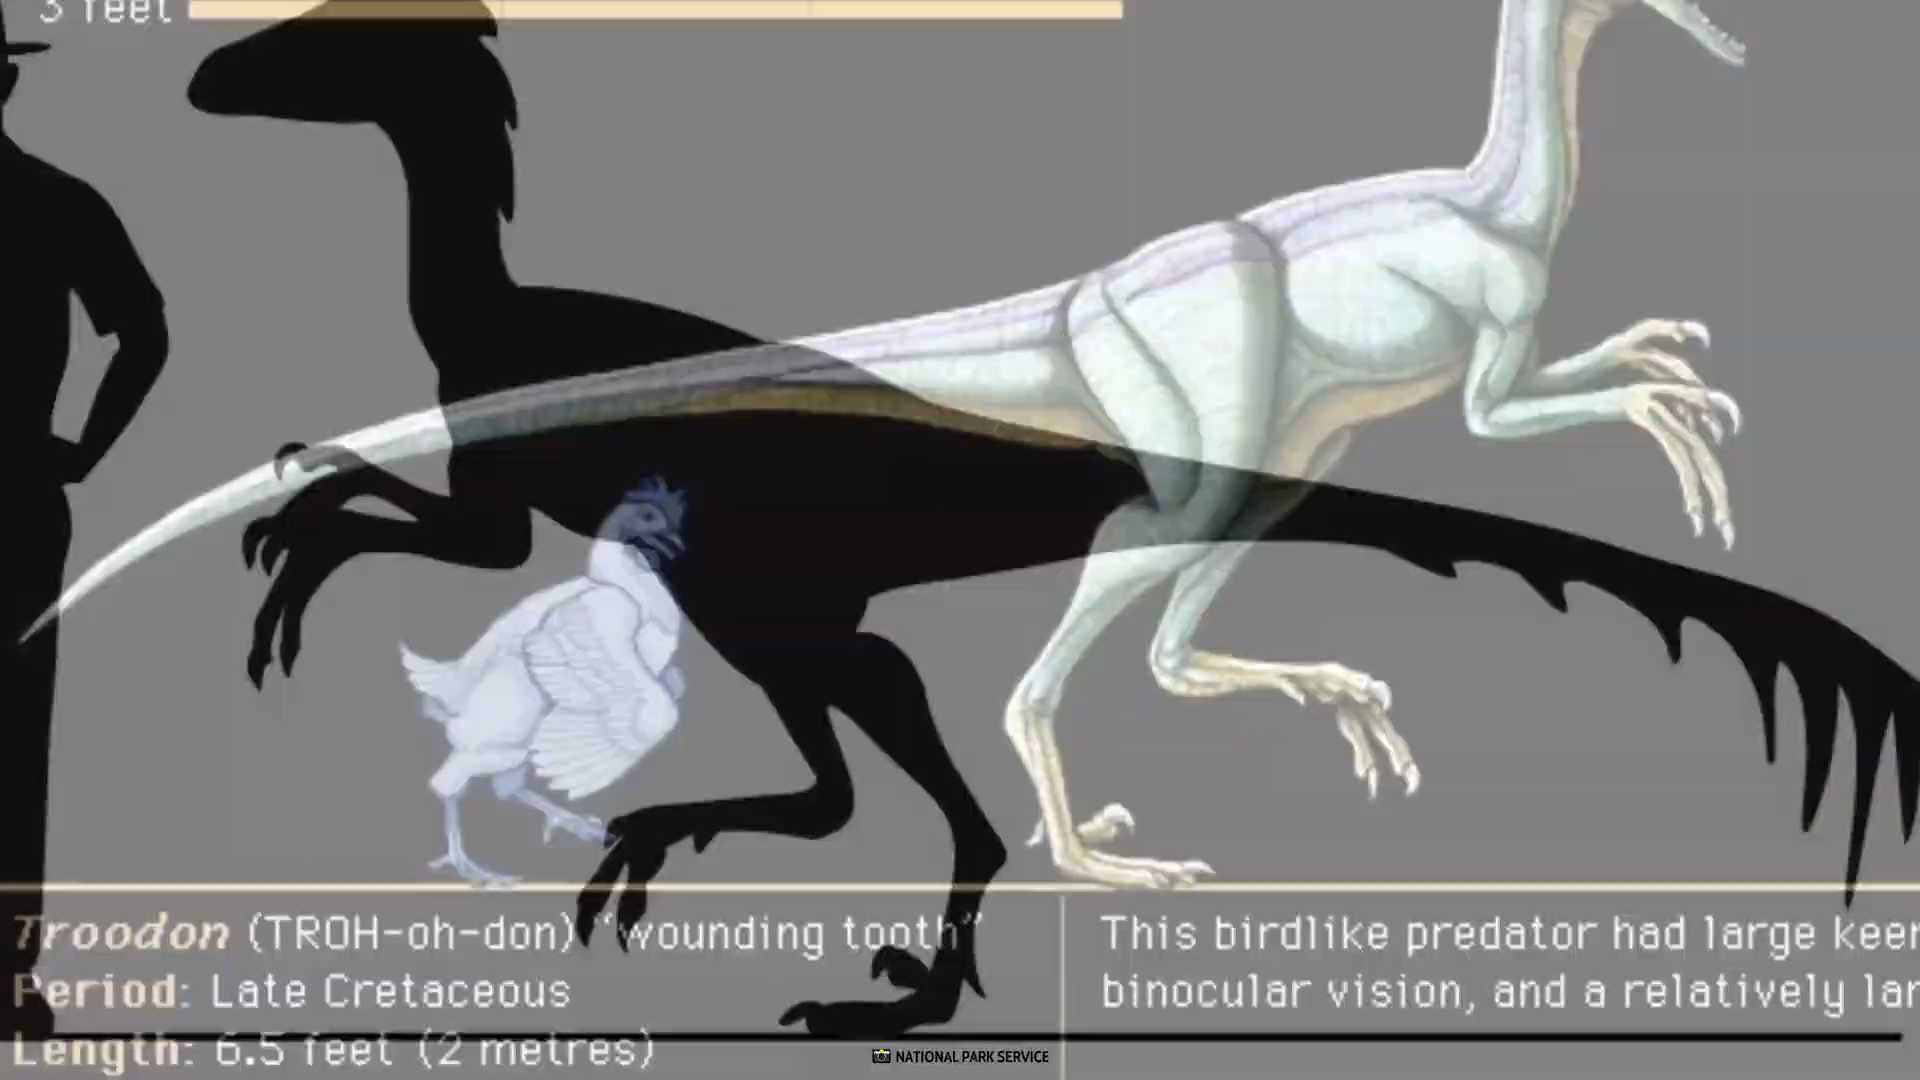 3 feet
Troodon (TROH-oh-don) “wounding tooth”
Period: Late Cretaceous
Length: 6.5 feet (2 metres)
This birdlike predator had large keen
binocular vision, and a relatively
NATIONAL PARK SERVICE